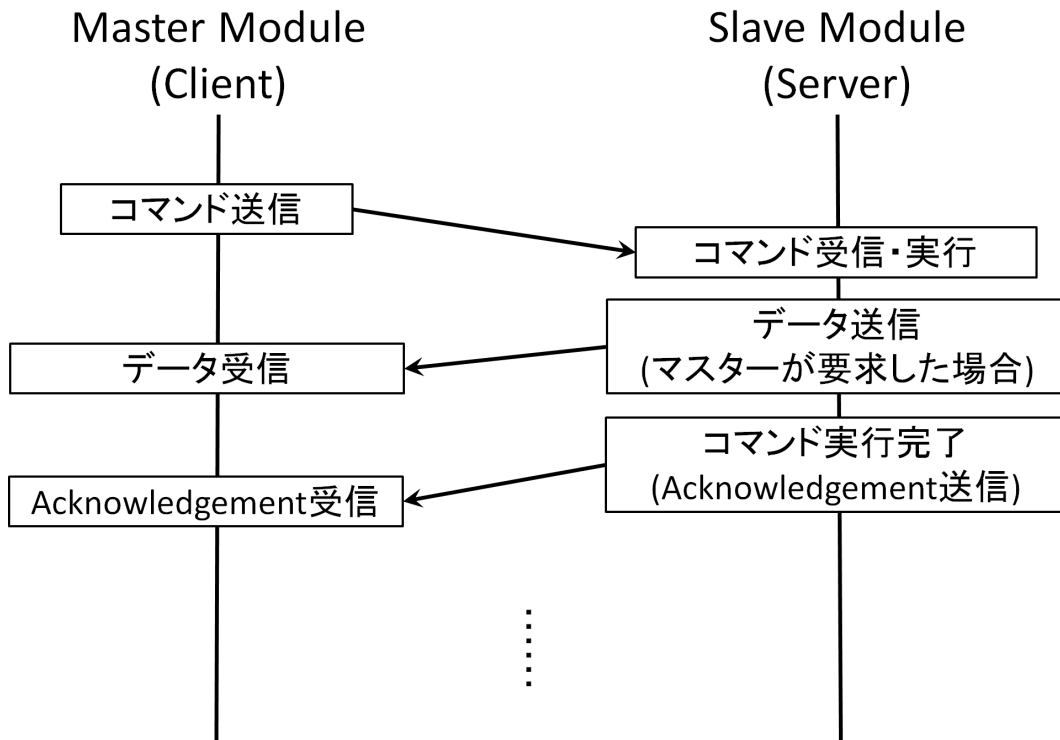 Master Module
(Client)
Slave Module
(Server)
コマンド送信
コマンド受信・実行
データ送信
(マスターが要求した場合)
データ受信
コマンド実行完了
(Acknowledgement送信)
Acknowledgement受信